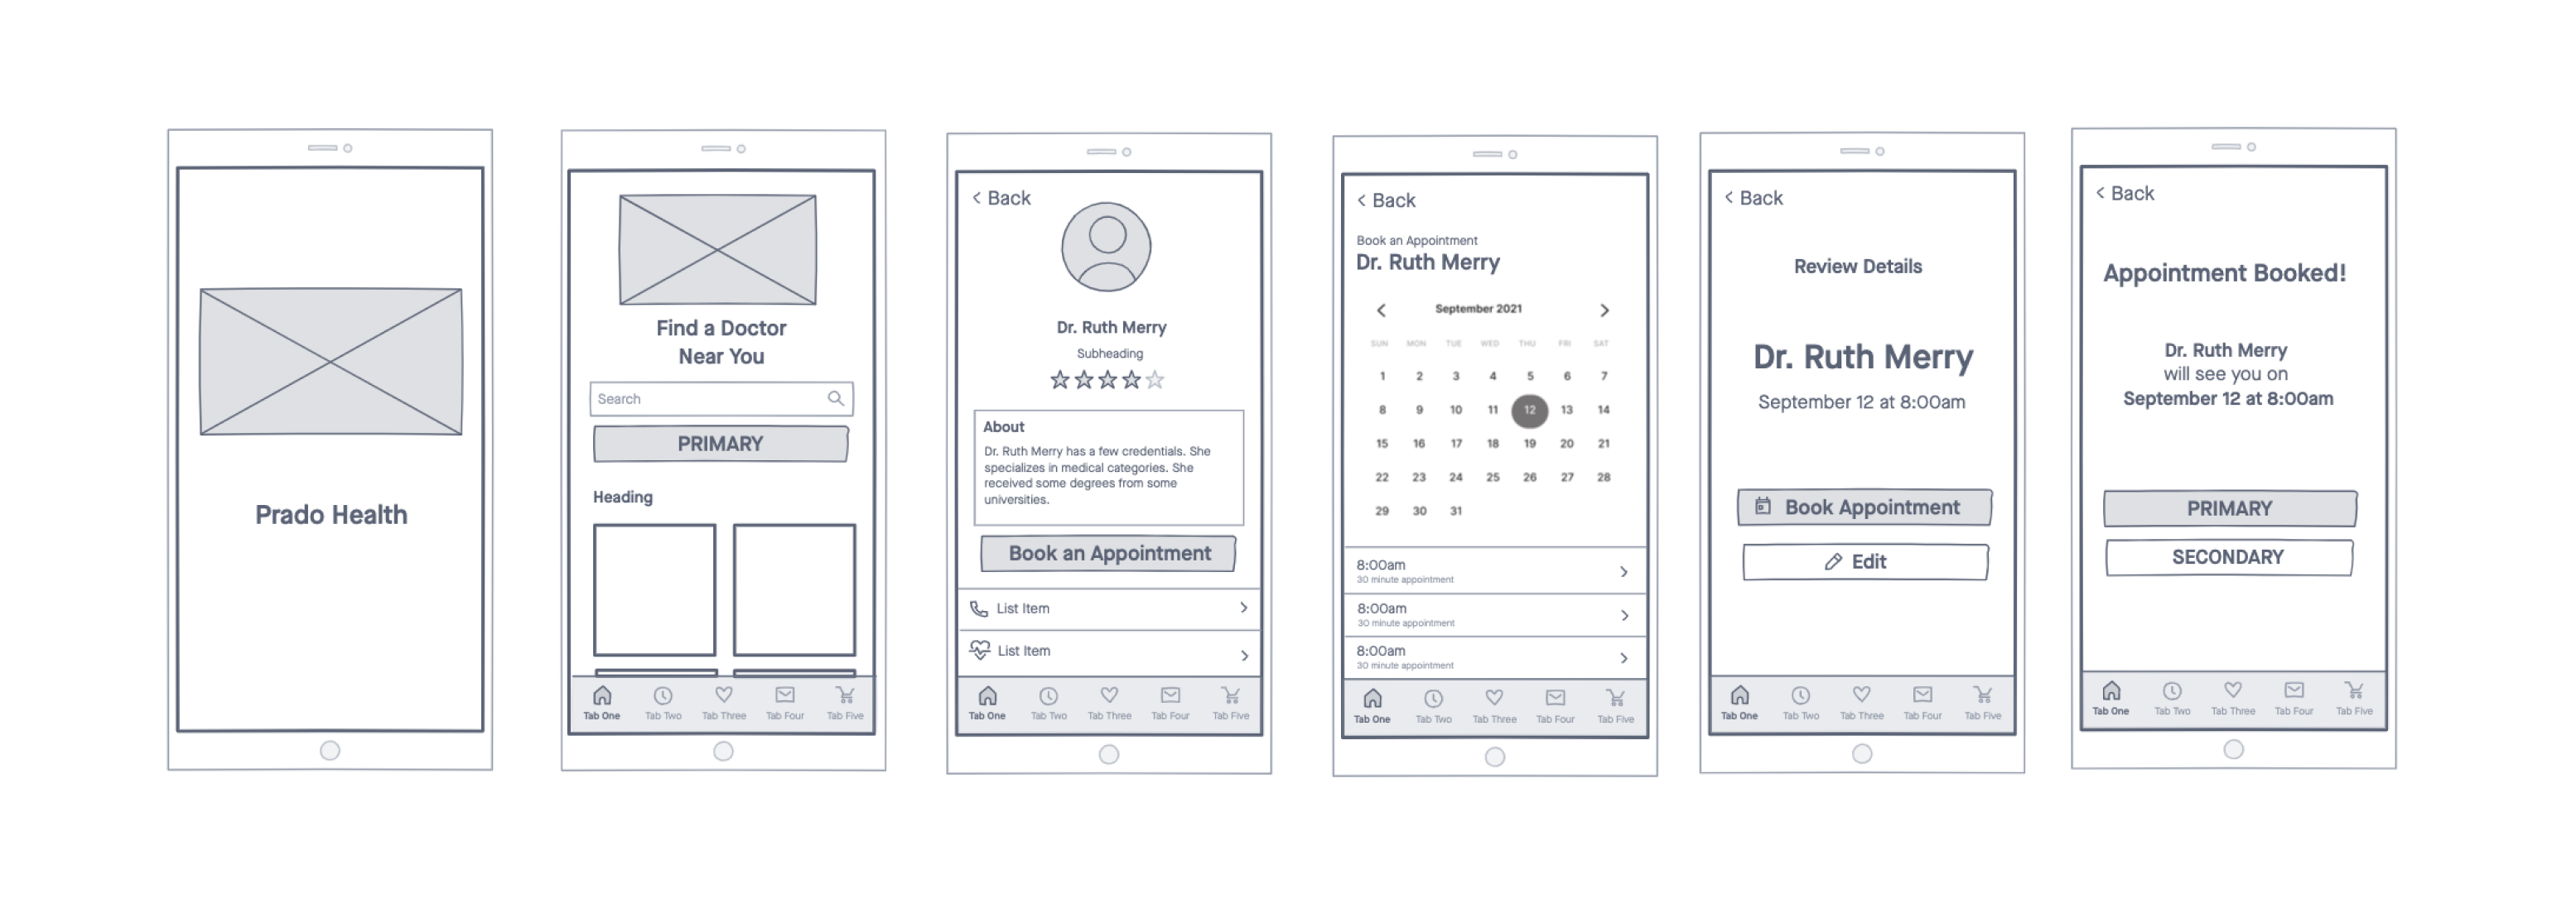 Prado Health
Find a Doctor
Near You
Search
PRIMARY
Heading
Tab One Tab Two Tab Three Tab Four Tab Five
Back
Dr. Ruth Merry
Subheading
About
Dr. Ruth Merry has a few credentials. She
specializes in medical categories. She
received some degrees from some
universities.
Book an Appointment
List Item
List Item
Tab One Tab Two Tab Three Tab Four Tab Five
Back
Book an Appointment
Dr. Ruth Merry
September 2021
SUN MON TUE WED THU FRI SAT
1 2 3 4 5 6 7
8 9 10 11 12 13 14
15 16 17 18 19 20 21
22 23 24 25 26 27 28
29 30 31
8:00am
30 minute appointment
8:00am
30 minute appointment
8:00am
30 minute appointment
Tab One Tab Two Tab Three Tab Four Tab Five
Back
Review Details
Dr. Ruth Merry
September 12 at 8:00am
Book Appointment
Edit
Tab One Tab Two Tab Three Tab Four Tab Five
Back
Appointment Booked!
Dr. Ruth Merry
will see you on
September 12 at 8:00am
PRIMARY
SECONDARY
Tab One Tab Two Tab Three Tab Four Tab Five